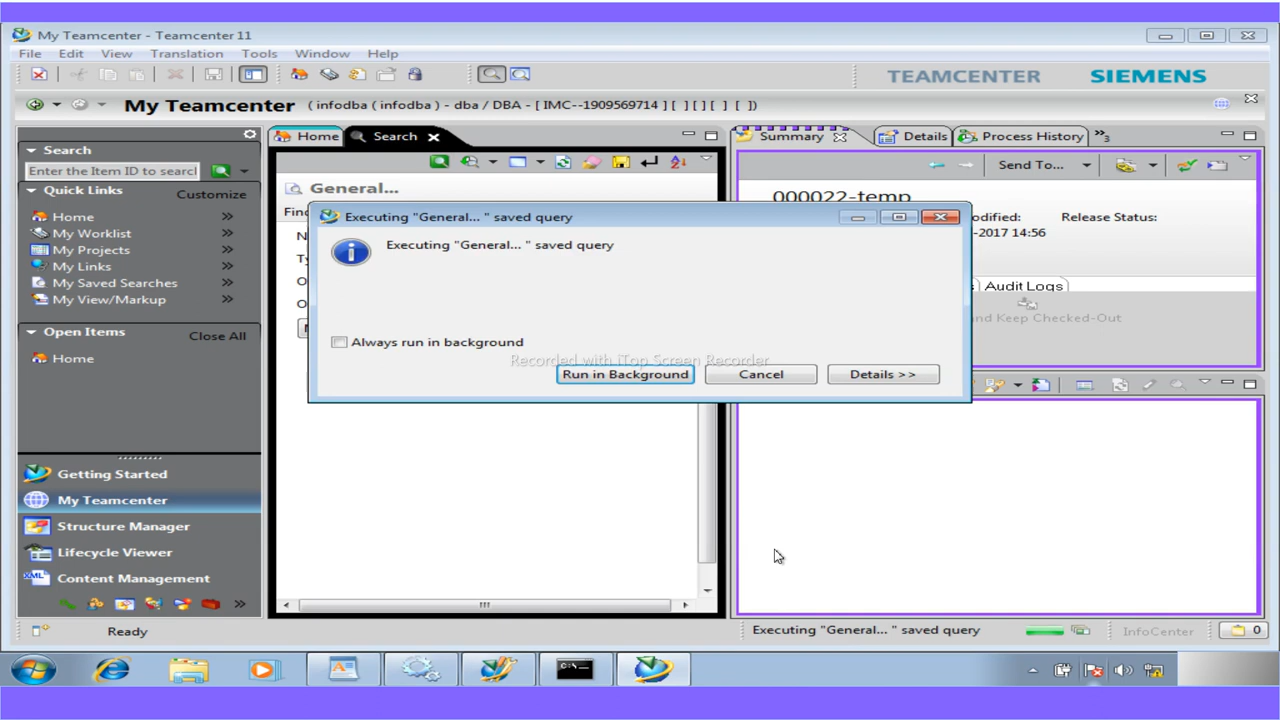 My Teamcenter - Teamcenter 11
File Edit View Translation Tools Window Help
TEAMCENTER SIEMENS
My Teamcenter ( infodba ( infodba ) - dba / DBA - [ IMC--1909569714 ] [ ] [ ] [ ] [ ])
Search
Enter the Item ID to search
Quick Links Customize
Home »
My Worklist »
My Projects »
My Links »
My Saved Searches »
My View/Markup »
Open Items Close All
Home
Getting Started
My Teamcenter
Structure Manager
Lifecycle Viewer
Content Management
Home Search
General...
Summary Details Process History »3
Send To...
000022-temp
odified: Release Status:
-2017 14:56
Audit Logs
nd Keep Checked-Out
Executing "General... " saved query
Executing "General... " saved query
Always run in background
Recorded with iTop Screen Recorder
Run in Background Cancel Details >>
Ready
Executing "General... " saved query InfoCenter 0